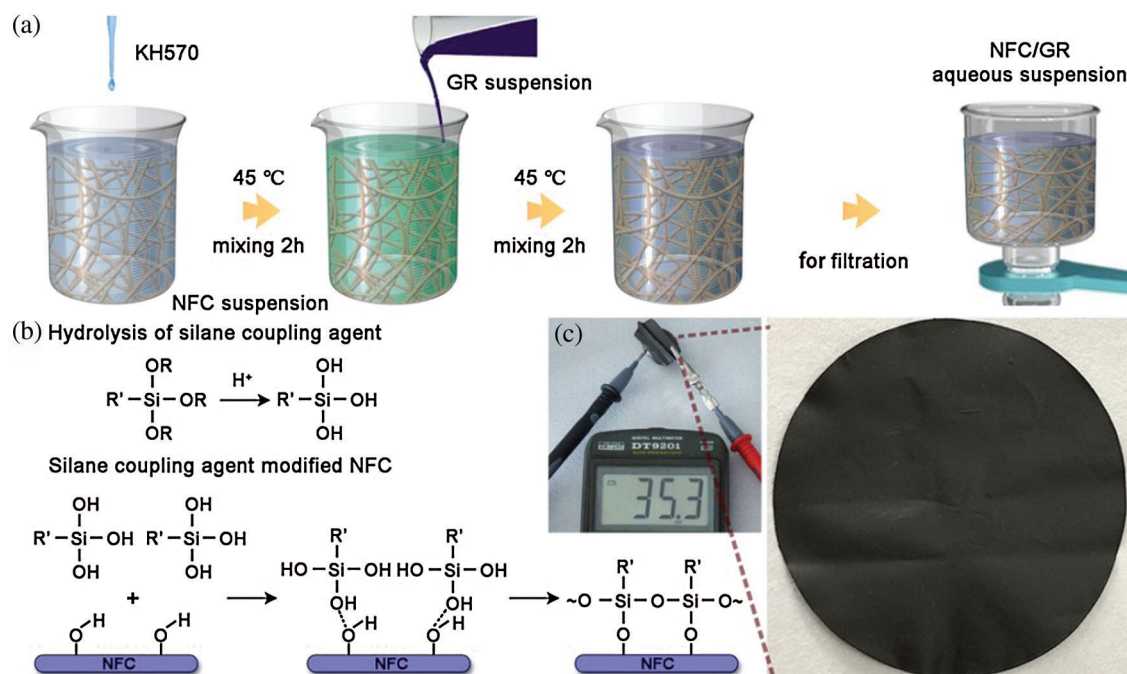 (a)
KH570
GR suspension
NFC/GR
aqueous suspension
45 ℃
mixing 2h
45 ℃
mixing 2h
for filtration
NFC suspension
(b) Hydrolysis of silane coupling agent
OR
R'-Si-OR
OR
H⁺
OH
R'-Si-OH
OH
Silane coupling agent modified NFC
OH
R'-Si-OH
OH
OH
R'-Si-OH
OH
+
H
O
H
O
NFC
R'
HO-Si-OH
OH
H
O
R'
HO-Si-OH
OH
H
O
NFC
R' R'
~O-Si-O-Si-O~
O O
NFC
(c)
DIGITAL MULTIMETER
DT9201
35.3